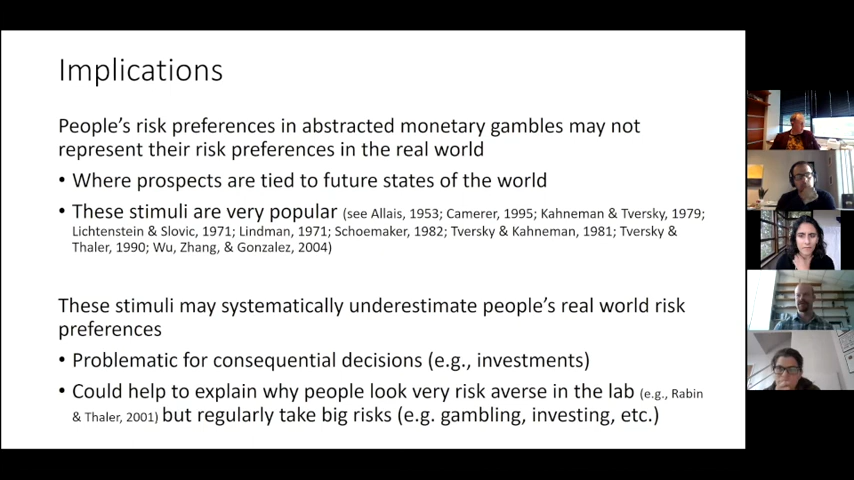 Implications
People's risk preferences in abstracted monetary gambles may not
represent their risk preferences in the real world
• Where prospects are tied to future states of the world
• These stimuli are very popular (see Allais, 1953; Camerer, 1995; Kahneman & Tversky, 1979;
Lichtenstein & Slovic, 1971; Lindman, 1971; Schoemaker, 1982; Tversky & Kahneman, 1981; Tversky &
Thaler, 1990; Wu, Zhang, & Gonzalez, 2004)
These stimuli may systematically underestimate people's real world risk
preferences
• Problematic for consequential decisions (e.g., investments)
• Could help to explain why people look very risk averse in the lab (e.g., Rabin
& Thaler, 2001) but regularly take big risks (e.g. gambling, investing, etc.)